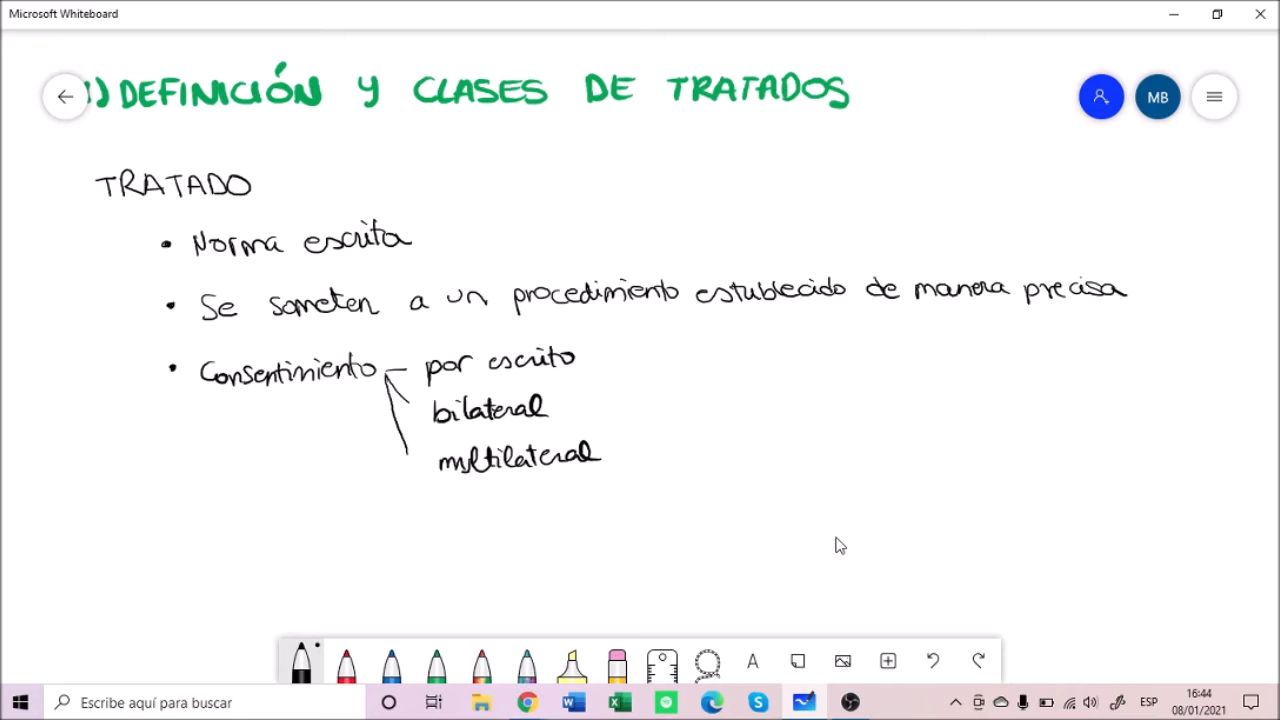 Microsoft Whiteboard
1) DEFINICIÓN Y CLASES DE TRATADOS
MB
TRATADO
• Norma escrita
• Se someten a un procedimiento establecido de manera precisa
• Consentimiento — por escrito
bilateral
multilateral
A
Escribe aquí para buscar
ESP
16:44
08/01/2021